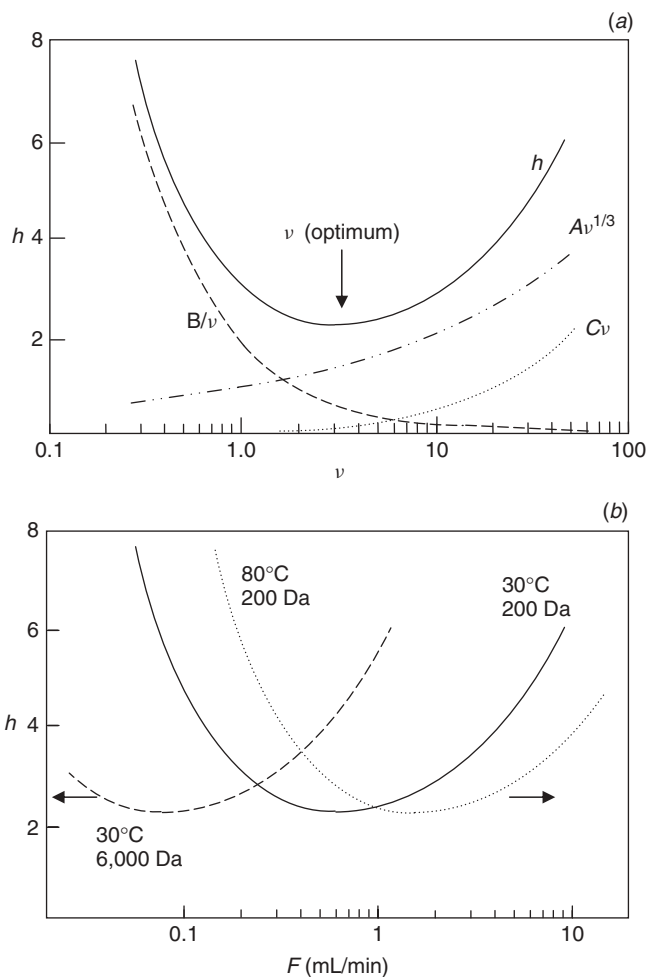 (a)
8
6
h 4
2
0.1 1.0 10 100
ν
ν (optimum)
h
Aν^1/3
B/ν
Cν
(b)
8
6
4
h
2
80°C
200 Da
30°C
200 Da
30°C
6,000 Da
0.1 1 10
F (mL/min)